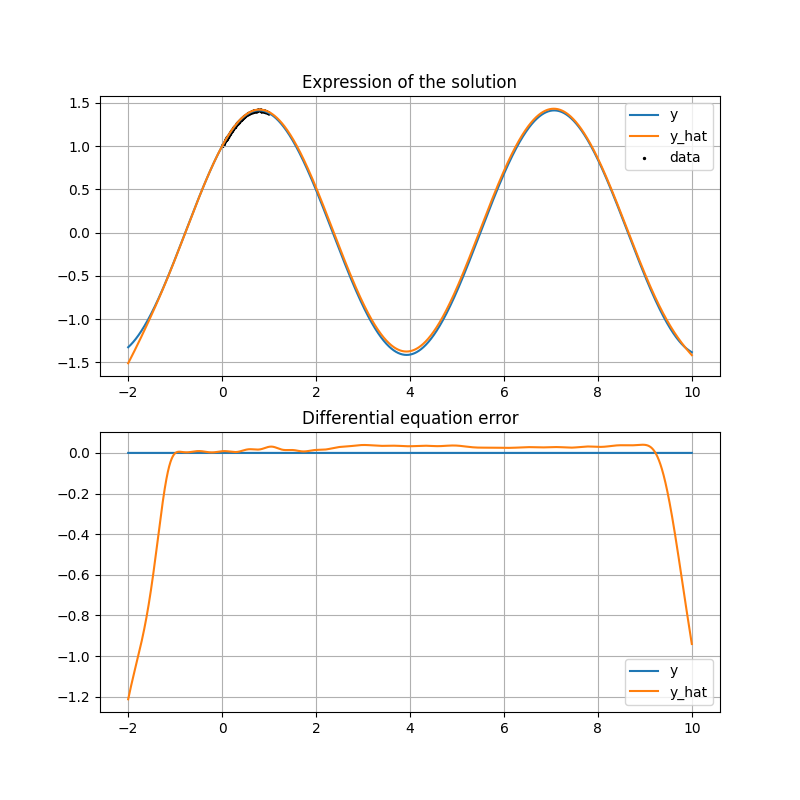 Expression of the solution
1.5
1.0
0.5
0.0
−0.5
−1.0
−1.5
y
y_hat
data
−2 0 2 4 6 8 10
Differential equation error
0.0
−0.2
−0.4
−0.6
−0.8
−1.0
−1.2
y
y_hat
−2 0 2 4 6 8 10